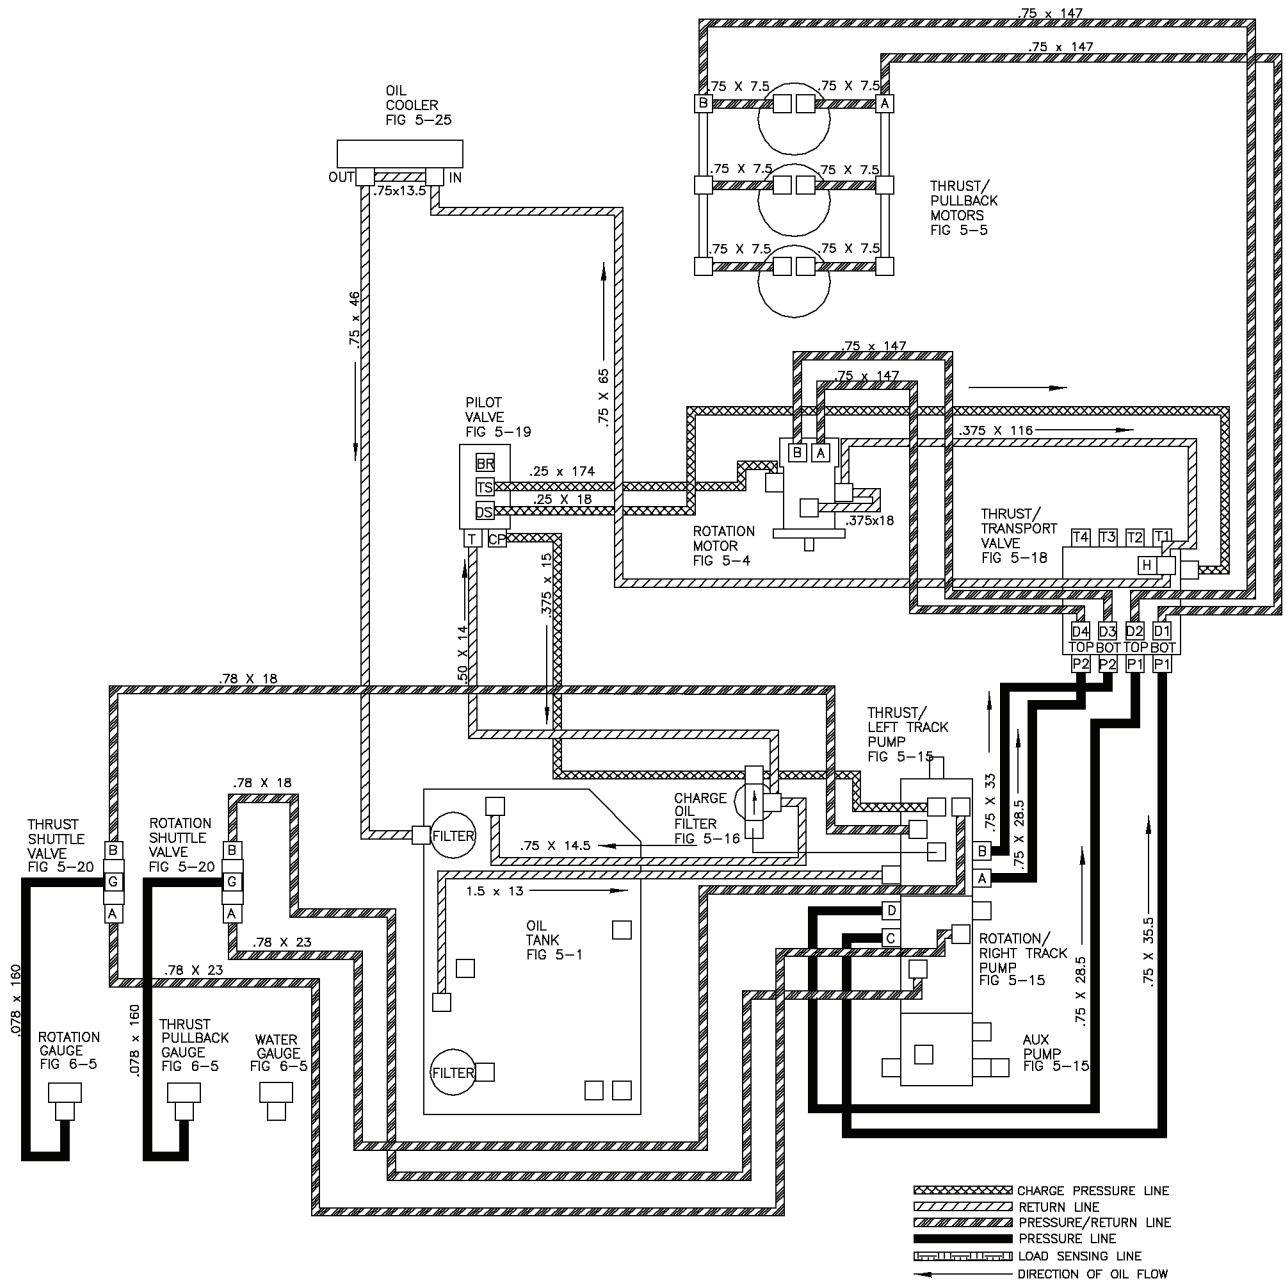 .75 x 147
.75 x 147
OIL
COOLER
FIG 5-25
OUT
IN
.75x13.5
.75 X 7.5
.75 X 7.5
B
A
.75 X 7.5
.75 X 7.5
.75 X 7.5
.75 X 7.5
THRUST/
PULLBACK
MOTORS
FIG 5-5
.75 x 46
.75 X 65
.75 x 147
.75 x 147
PILOT
VALVE
FIG 5-19
BR
TS
DS
T
CP
.25 x 174
.25 X 18
B
A
.375 X 116
.375x18
ROTATION
MOTOR
FIG 5-4
THRUST/
TRANSPORT
VALVE
FIG 5-18
T4
T3
T2
T1
H
D4
D3
D2
D1
TOP
BOT
TOP
BOT
P2
P2
P1
P1
.375 x 15
.50 X 14
.78 X 18
THRUST/
LEFT TRACK
PUMP
FIG 5-15
.75 X 33
.75 X 28.5
.78 X 18
THRUST
SHUTTLE
VALVE
FIG 5-20
ROTATION
SHUTTLE
VALVE
FIG 5-20
B
G
A
B
G
A
FILTER
CHARGE
OIL
FILTER
FIG 5-16
.75 X 14.5
1.5 x 13
B
A
D
C
OIL
TANK
FIG 5-1
.78 X 23
.78 X 23
ROTATION/
RIGHT TRACK
PUMP
FIG 5-15
.75 X 28.5
.75 X 35.5
.078 x 160
.078 x 160
ROTATION
GAUGE
FIG 6-5
THRUST
PULLBACK
GAUGE
FIG 6-5
WATER
GAUGE
FIG 6-5
FILTER
AUX
PUMP
FIG 5-15
CHARGE PRESSURE LINE
RETURN LINE
PRESSURE/RETURN LINE
PRESSURE LINE
LOAD SENSING LINE
DIRECTION OF OIL FLOW